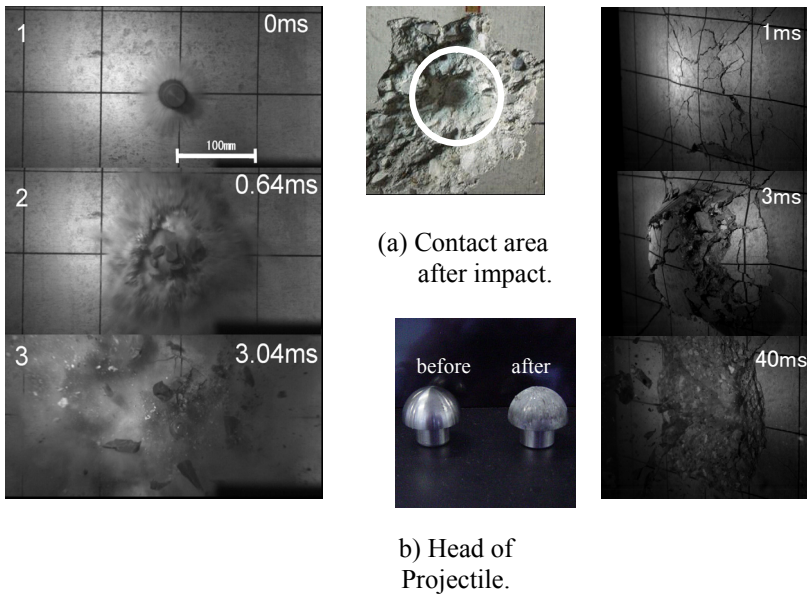 1
0ms
100mm
2
0.64ms
3
3.04ms
(a) Contact area
after impact.
before
after
b) Head of
Projectile.
1ms
3ms
40ms